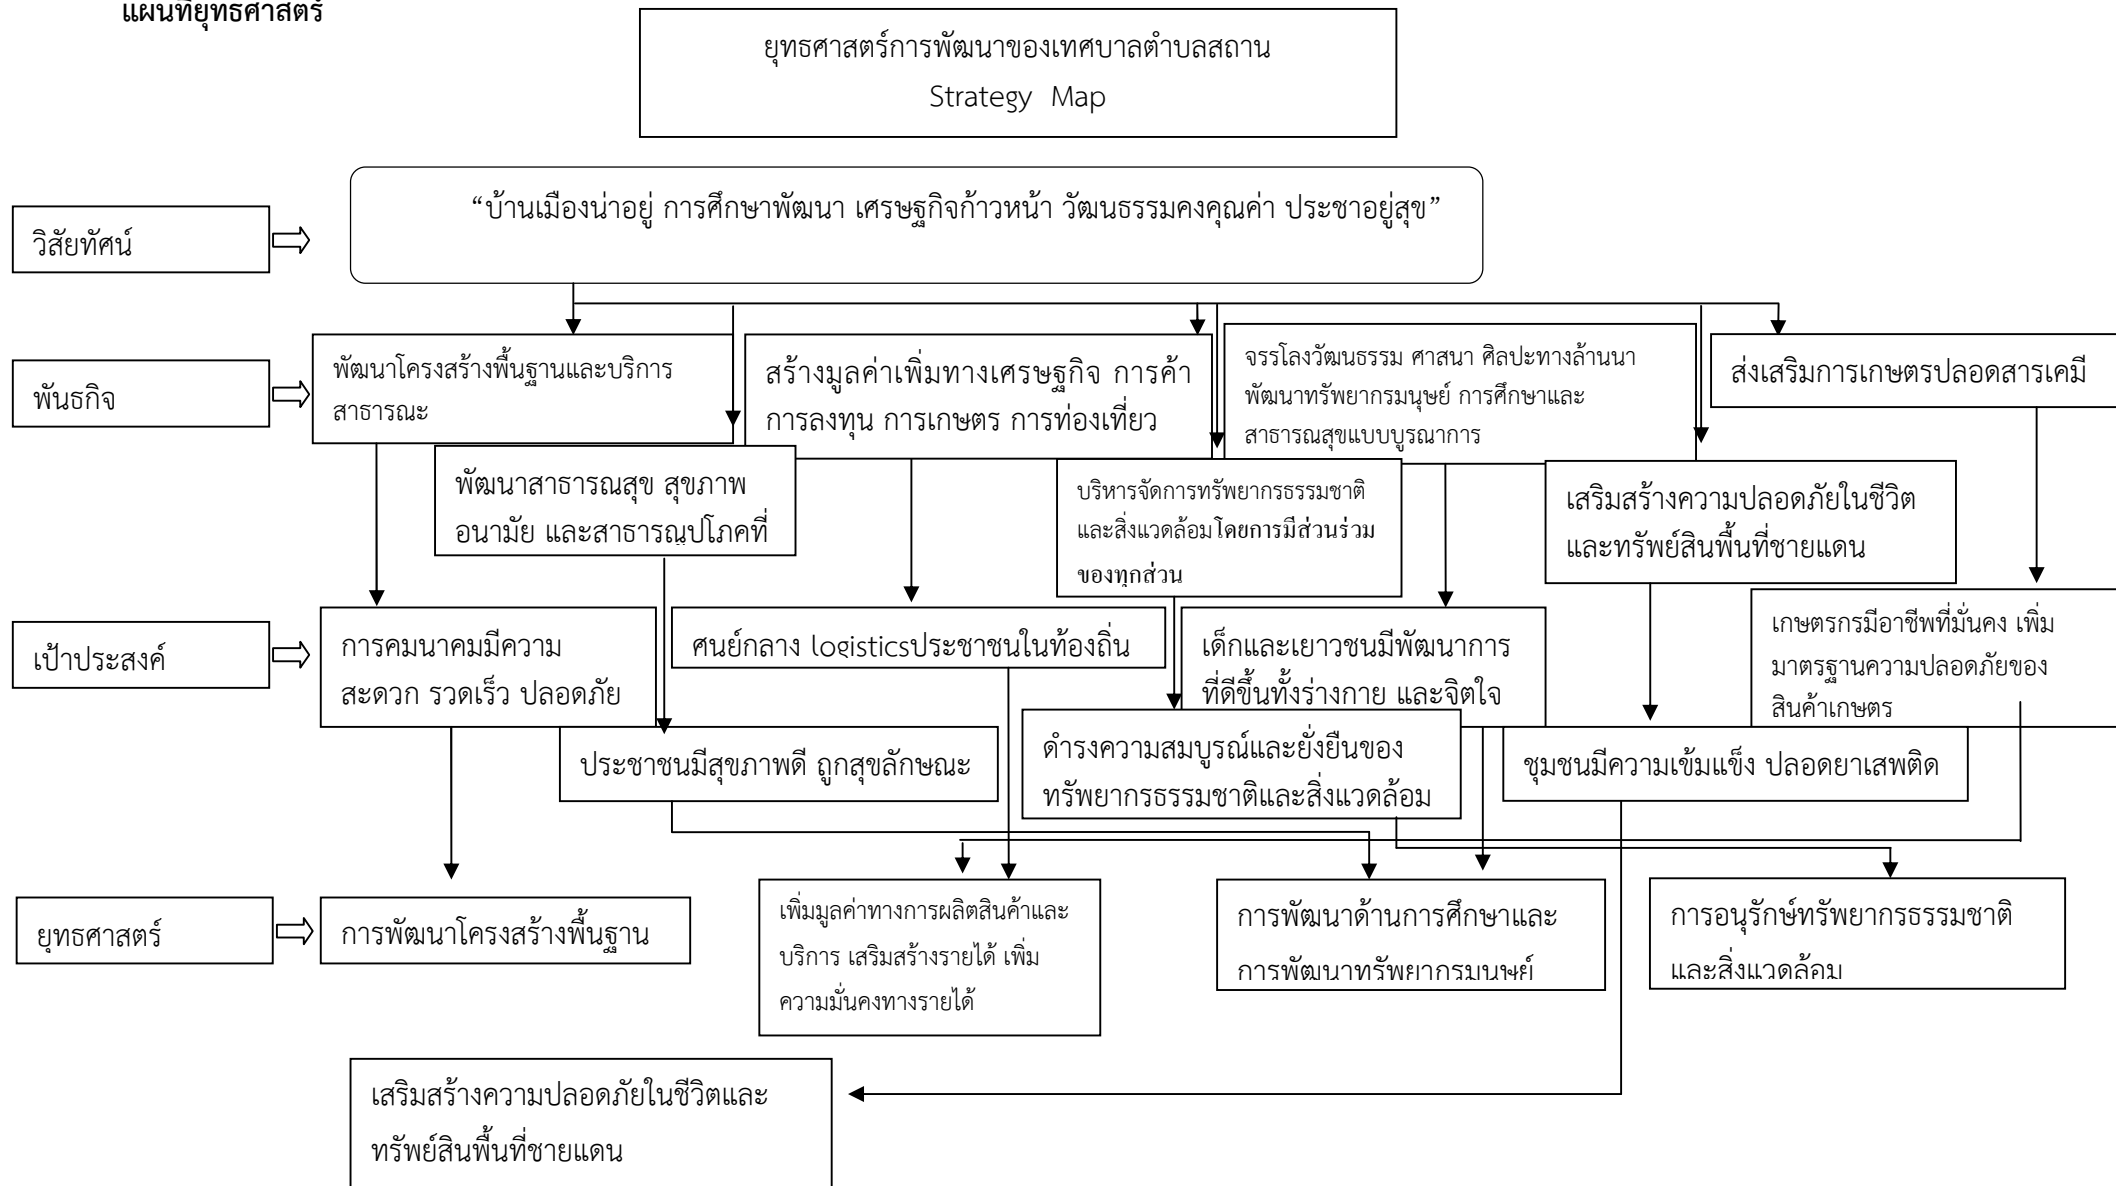 แผนที่ยุทธศาสตร์
ยุทธศาสตร์การพัฒนาของเทศบาลตำบลสถาน
Strategy Map
วิสัยทัศน์
“บ้านเมืองน่าอยู่ การศึกษาพัฒนา เศรษฐกิจก้าวหน้า วัฒนธรรมคงคุณค่า ประชาอยู่สุข”
พันธกิจ
พัฒนาโครงสร้างพื้นฐานและบริการ
สาธารณะ
สร้างมูลค่าเพิ่มทางเศรษฐกิจ การค้า
การลงทุน การเกษตร การท่องเที่ยว
จรรโลงวัฒนธรรม ศาสนา ศิลปะทางล้านนา
พัฒนาทรัพยากรมนุษย์ การศึกษาและ
สาธารณสุขแบบบูรณาการ
ส่งเสริมการเกษตรปลอดสารเคมี
พัฒนาสาธารณสุข สุขภาพ
อนามัย และสาธารณูปโภคที่
บริหารจัดการทรัพยากรธรรมชาติ
และสิ่งแวดล้อมโดยการมีส่วนร่วม
ของทุกส่วน
เสริมสร้างความปลอดภัยในชีวิต
และทรัพย์สินพื้นที่ชายแดน
เป้าประสงค์
การคมนาคมมีความ
สะดวก รวดเร็ว ปลอดภัย
ศนย์กลาง logisticsประชาชนในท้องถิ่น
เด็กและเยาวชนมีพัฒนาการ
ที่ดีขึ้นทั้งร่างกาย และจิตใจ
เกษตรกรมีอาชีพที่มั่นคง เพิ่ม
มาตรฐานความปลอดภัยของ
สินค้าเกษตร
ประชาชนมีสุขภาพดี ถูกสุขลักษณะ
ดำรงความสมบูรณ์และยั่งยืนของ
ทรัพยากรธรรมชาติและสิ่งแวดล้อม
ชุมชนมีความเข้มแข็ง ปลอดยาเสพติด
ยุทธศาสตร์
การพัฒนาโครงสร้างพื้นฐาน
เพิ่มมูลค่าทางการผลิตสินค้าและ
บริการ เสริมสร้างรายได้ เพิ่ม
ความมั่นคงทางรายได้
การพัฒนาด้านการศึกษาและ
การพัฒนาทรัพยากรมนุษย์
การอนุรักษ์ทรัพยากรธรรมชาติ
และสิ่งแวดล้อม
เสริมสร้างความปลอดภัยในชีวิตและ
ทรัพย์สินพื้นที่ชายแดน